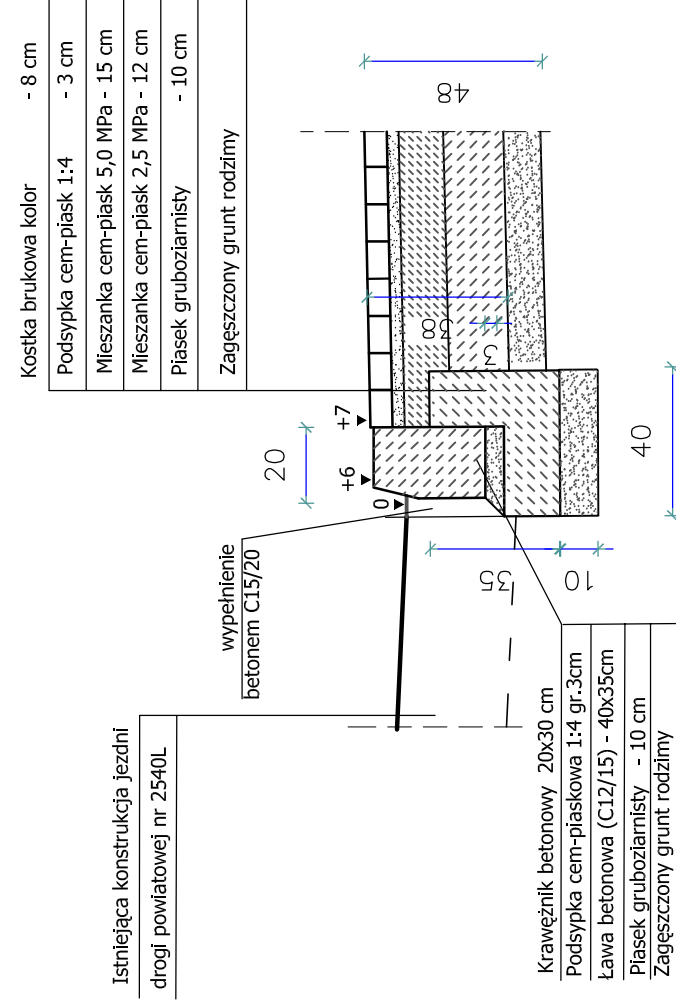 Kostka brukowa kolor - 8 cm
Podsypka cem-piask 1:4 - 3 cm
Mieszanka cem-piask 5,0 MPa - 15 cm
Mieszanka cem-piask 2,5 MPa - 12 cm
Piasek gruboziarnisty - 10 cm
Zagęszczony grunt rodzimy
48
38
3
+7
+6
0
20
40
35
10
wypełnienie
betonem C15/20
Istniejąca konstrukcja jezdni
drogi powiatowej nr 2540L
Krawężnik betonowy 20x30 cm
Podsypka cem-piaskowa 1:4 gr.3cm
Ława betonowa (C12/15) - 40x35cm
Piasek gruboziarnisty - 10 cm
Zagęszczony grunt rodzimy